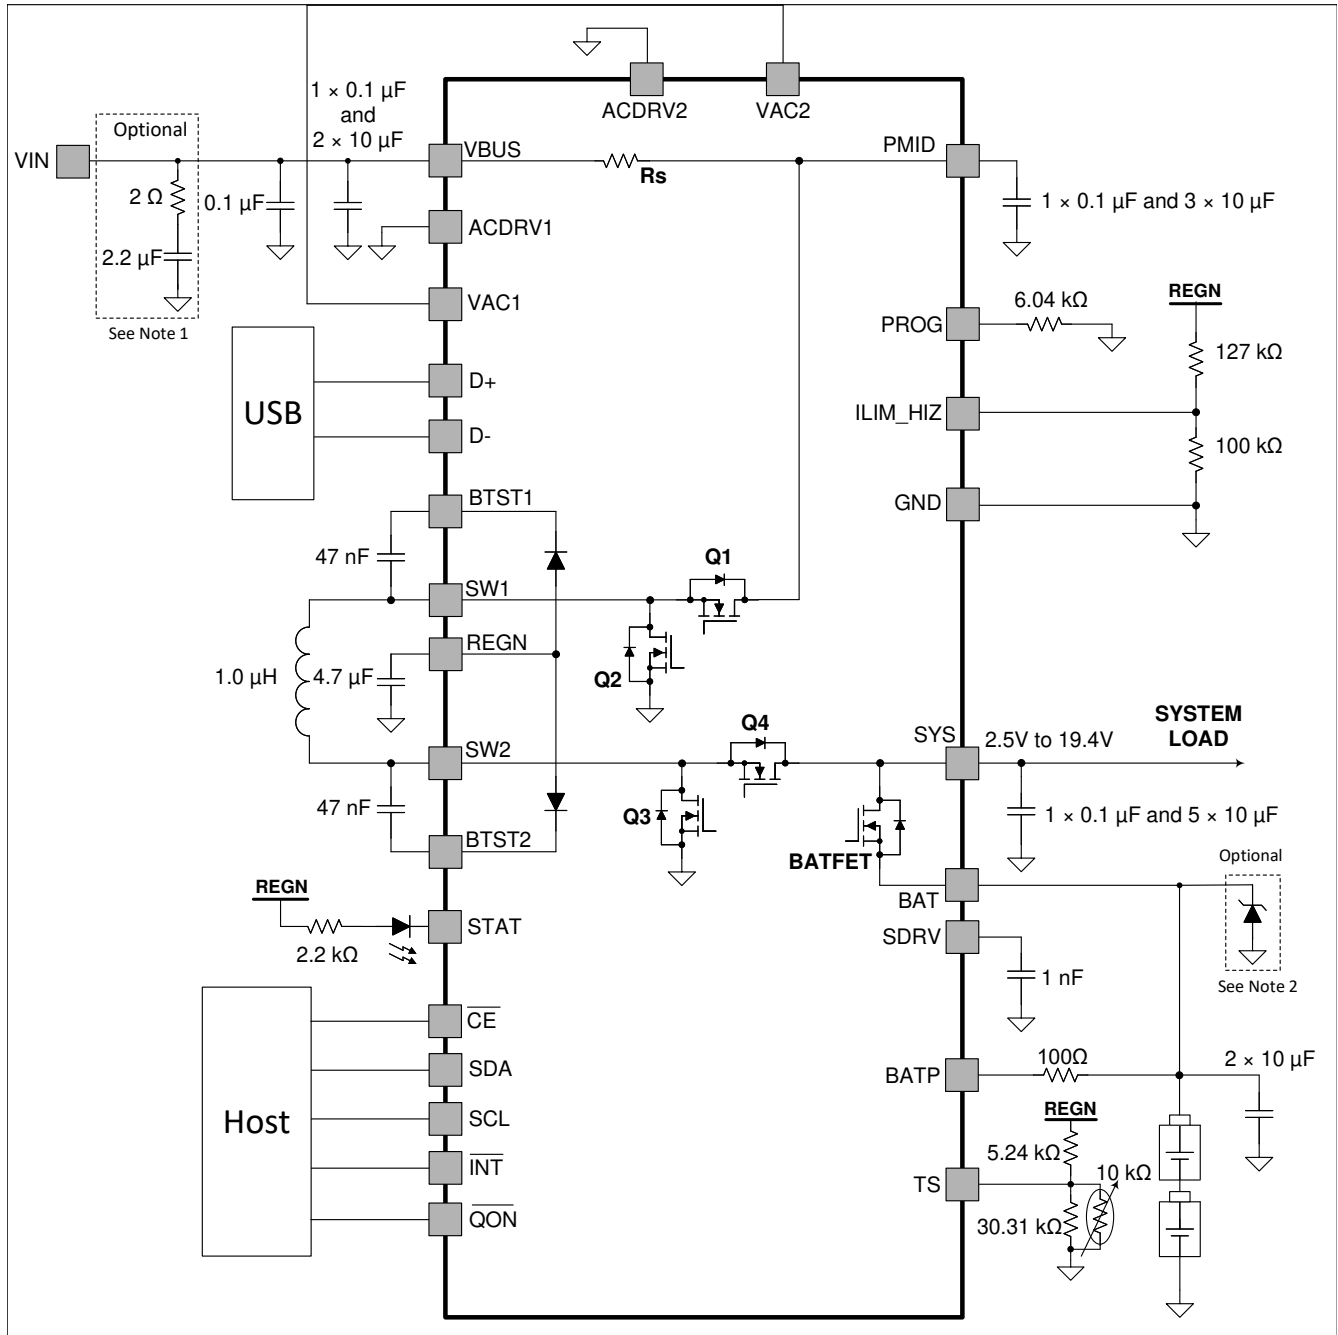 ACDRV2
VAC2
1 × 0.1 µF
and
2 × 10 µF
Optional
VIN
VBUS
Rs
PMID
2 Ω
0.1 µF
1 × 0.1 µF and 3 × 10 µF
ACDRV1
2.2 µF
VAC1
See Note 1
PROG
6.04 kΩ
REGN
127 kΩ
USB
D+
D-
ILIM_HIZ
100 kΩ
GND
BTST1
47 nF
Q1
SW1
REGN
1.0 µH
4.7 µF
Q2
SW2
Q4
SYS
2.5V to 19.4V
SYSTEM
LOAD
47 nF
Q3
1 × 0.1 µF and 5 × 10 µF
BTST2
BATFET
Optional
REGN
BAT
STAT
2.2 kΩ
SDRV
1 nF
See Note 2
Host
CE
SDA
SCL
INT
QON
BATP
100Ω
2 × 10 µF
REGN
5.24 kΩ
10 kΩ
TS
30.31 kΩ